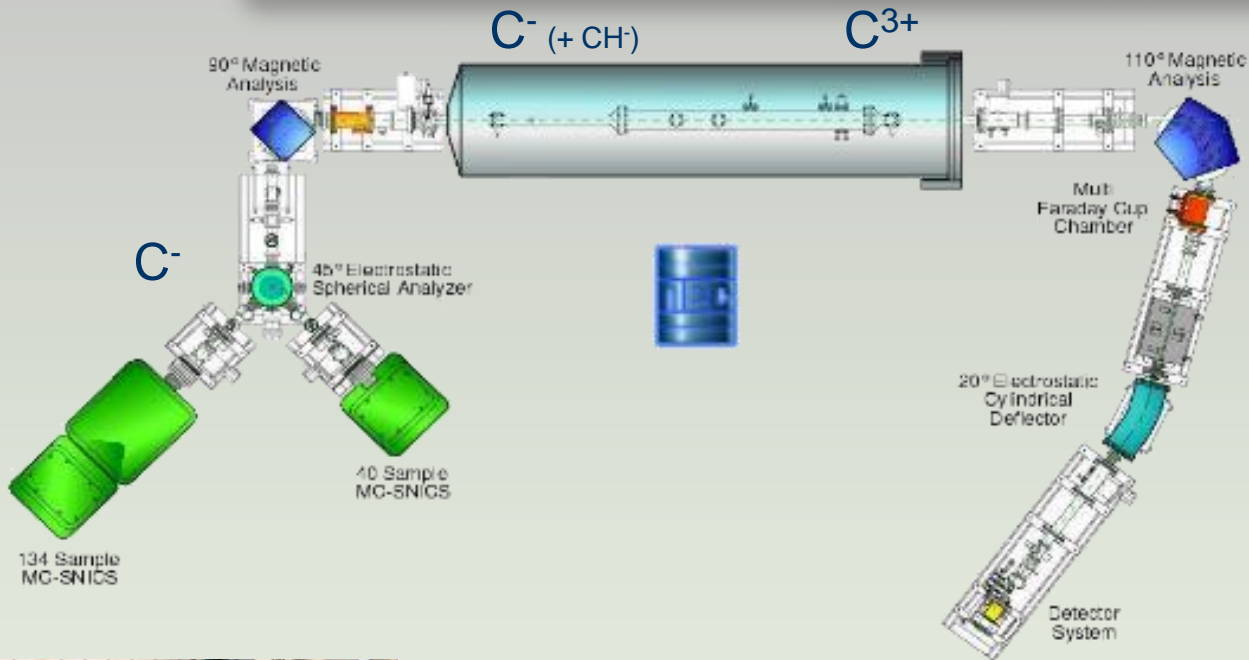 C- (+ CH-)
C3+
90° Magnetic
Analysis
110° Magnetic
Analysis
Multi
Faraday Cup
Chamber
C-
45° Electrostatic
Spherical Analyzer
20° Electrostatic
Cylindrical
Deflector
40 Sample
MC-SNICS
134 Sample
MC-SNICS
Detector
System